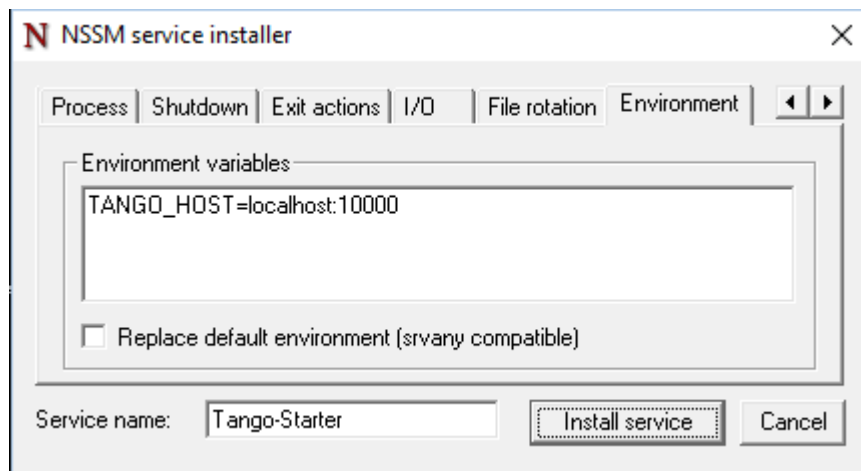 NSSM service installer
Process Shutdown Exit actions I/O File rotation Environment
Environment variables
TANGO_HOST=localhost:10000
Replace default environment (srvany compatible)
Service name: Tango-Starter Install service Cancel